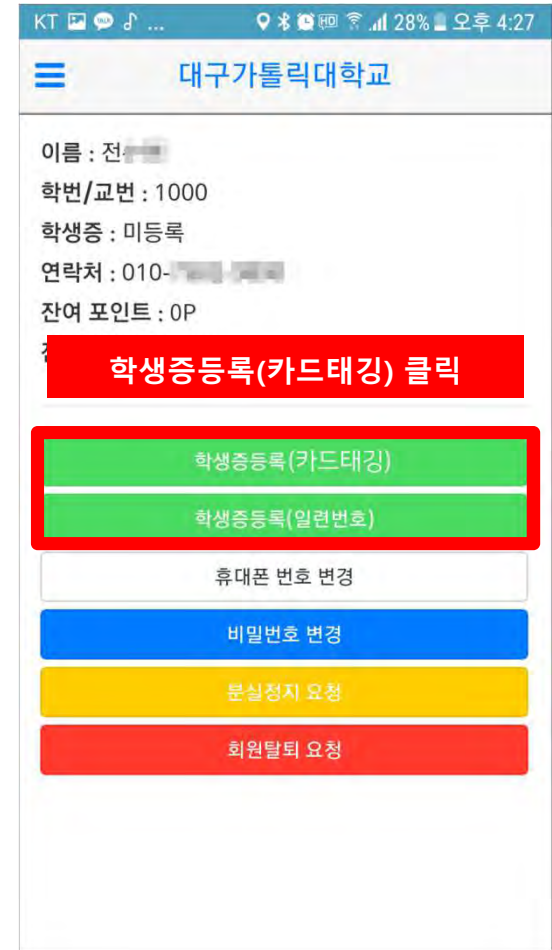 KT ... 28% 오후 4:27
대구가톨릭대학교
이름 : 전
학번/교번 : 1000
학생증 : 미등록
연락처 : 010-
잔여 포인트 : 0P
학생증등록(카드태깅) 클릭
학생증등록(카드태깅)
학생증등록(일련번호)
휴대폰 번호 변경
비밀번호 변경
분실정지 요청
회원탈퇴 요청